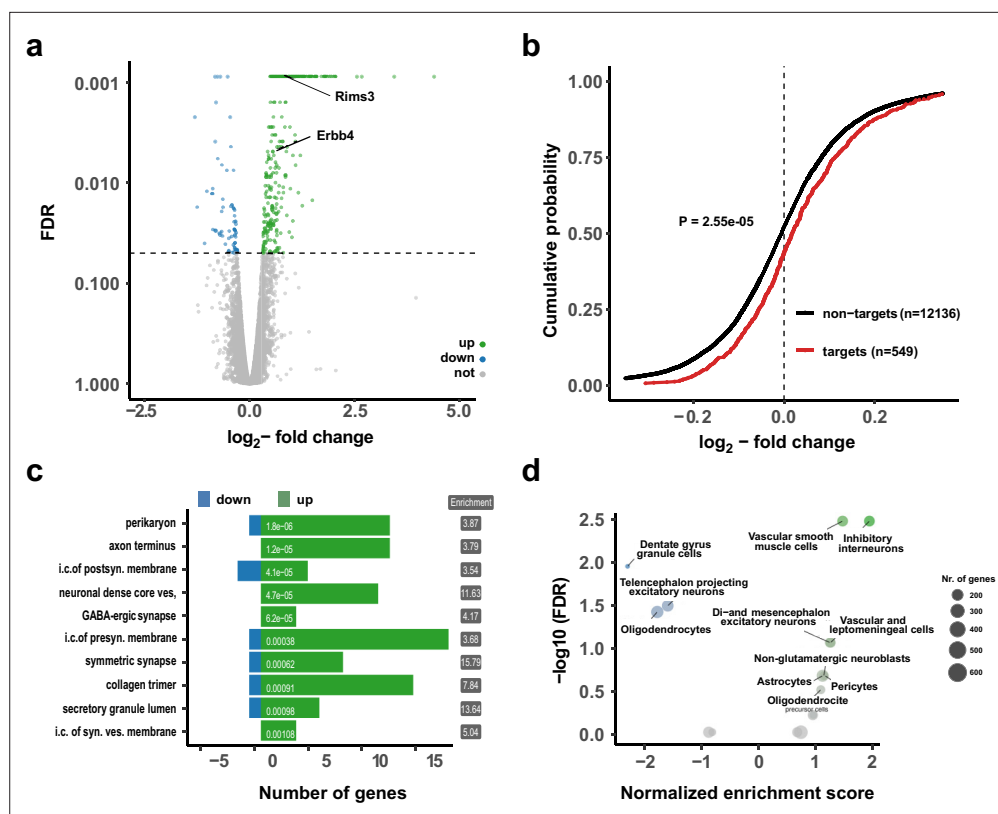 a
0.001
0.010
0.100
1.000
FDR
Rims3
Erbb4
up
down
not
−2.5
0.0
2.5
5.0
log2− fold change
b
1.00
0.75
0.50
0.25
0.00
Cumulative probability
P = 2.55e-05
non−targets (n=12136)
targets (n=549)
−0.2
0.0
0.2
log2 − fold change
c
down
up
Enrichment
perikaryon
1.8e-06
3.87
axon terminus
1.2e-05
3.79
i.c.of postsyn. membrane
4.1e-05
3.54
neuronal dense core ves,
4.7e-05
11.63
GABA-ergic synapse
6.2e-05
4.17
i.c.of presyn. membrane
0.00038
3.68
symmetric synapse
0.00062
15.79
collagen trimer
0.00091
7.84
secretory granule lumen
0.00098
13.64
i.c. of syn. ves. membrane
0.00108
5.04
−5
0
5
10
15
Number of genes
d
2.5
2.0
1.5
1.0
0.5
0.0
−log10 (FDR)
Dentate gyrus
granule cells
Vascular smooth
muscle cells
Inhibitory
interneurons
Telencephalon projecting
excitatory neurons
Oligodendrocytes
Di−and mesencephalon
excitatory neurons
Vascular and
leptomeningeal cells
Non-glutamatergic neuroblasts
Astrocytes
Pericytes
Oligodendrocite
precursor cells
−2
−1
0
1
2
Normalized enrichment score
Nr. of genes
200
300
400
500
600